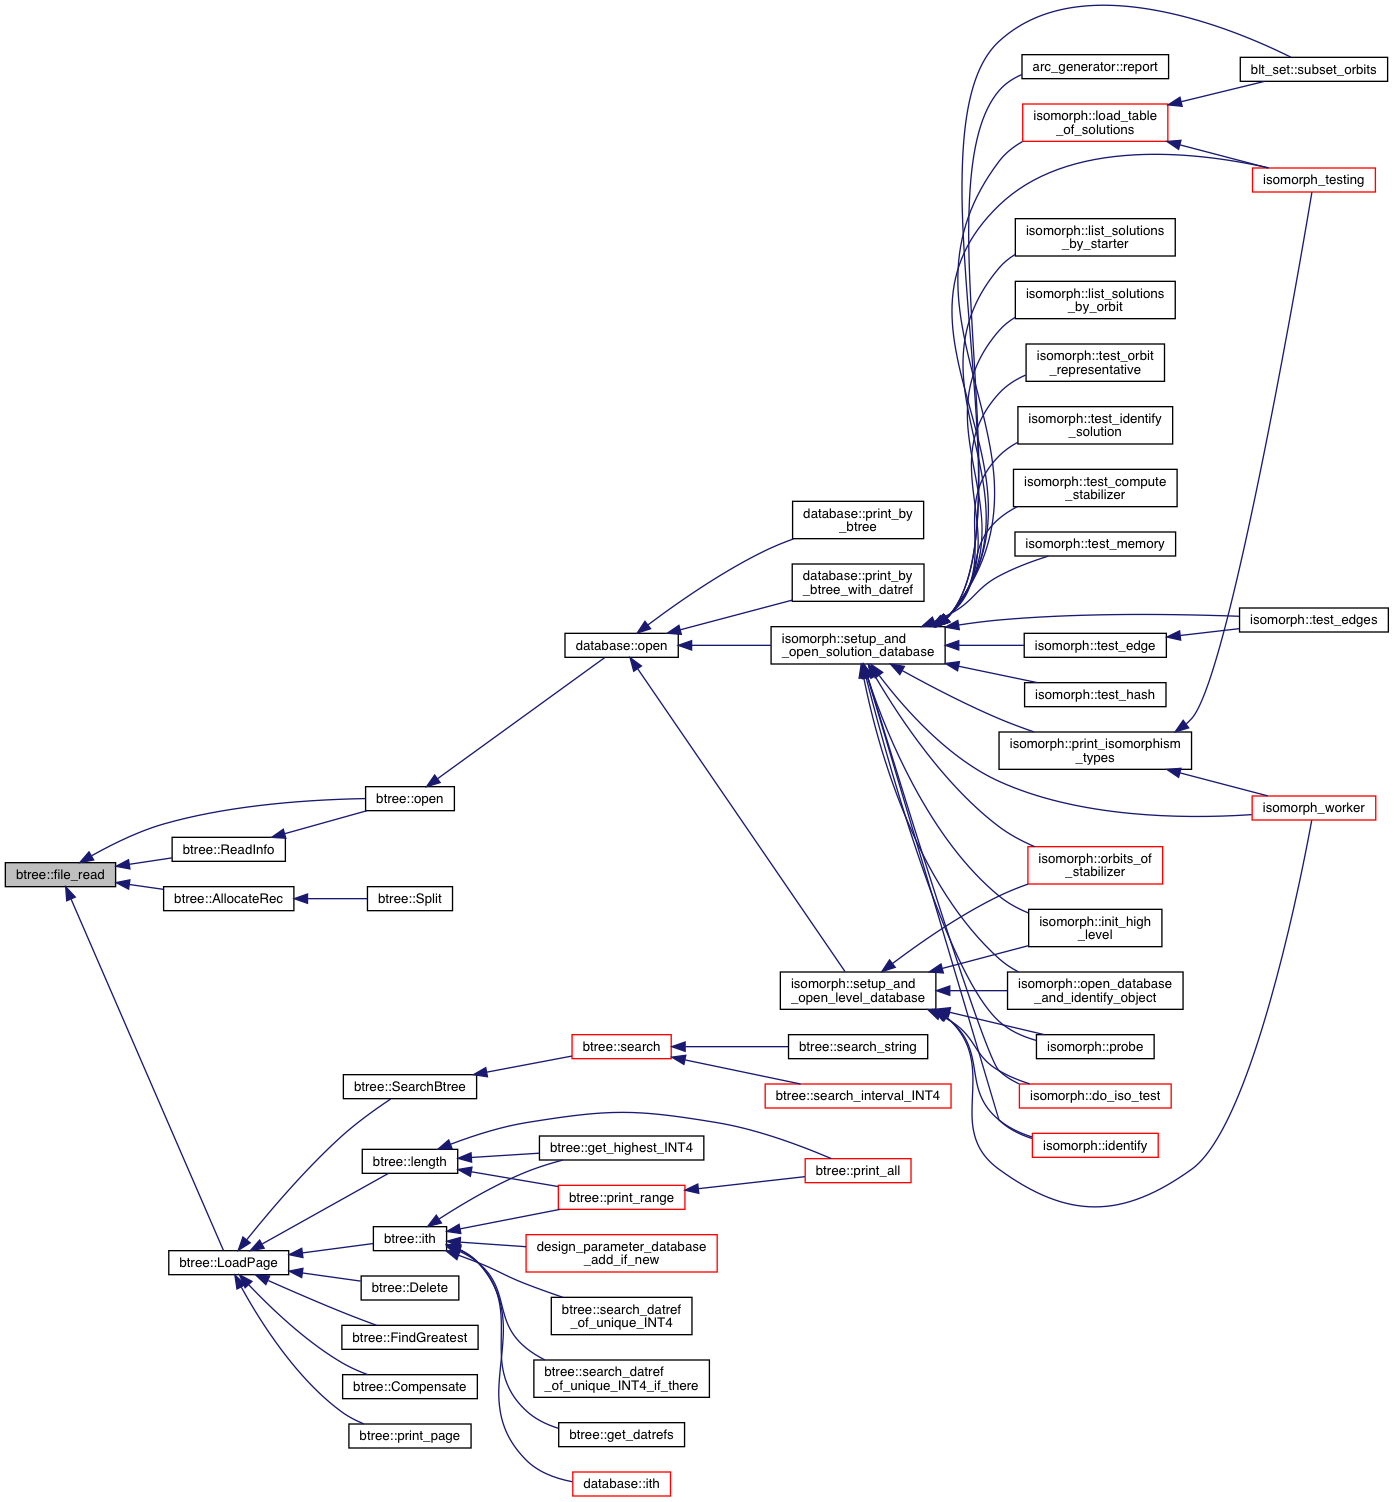 arc_generator::report
blt_set::subset_orbits
isomorph::load_table
_of_solutions
isomorph_testing
isomorph::list_solutions
_by_starter
isomorph::list_solutions
_by_orbit
isomorph::test_orbit
_representative
isomorph::test_identify
_solution
isomorph::test_compute
_stabilizer
database::print_by
_btree
isomorph::test_memory
database::print_by
_btree_with_datref
isomorph::test_edges
database::open
isomorph::setup_and
_open_solution_database
isomorph::test_edge
isomorph::test_hash
isomorph::print_isomorphism
_types
btree::open
isomorph_worker
btree::ReadInfo
isomorph::orbits_of
_stabilizer
btree::file_read
btree::AllocateRec
btree::Split
isomorph::init_high
_level
isomorph::setup_and
_open_level_database
isomorph::open_database
_and_identify_object
btree::search
btree::search_string
isomorph::probe
btree::SearchBtree
btree::search_interval_INT4
isomorph::do_iso_test
btree::length
btree::get_highest_INT4
isomorph::identify
btree::print_range
btree::print_all
btree::ith
btree::LoadPage
design_parameter_database
_add_if_new
btree::Delete
btree::search_datref
_of_unique_INT4
btree::FindGreatest
btree::search_datref
_of_unique_INT4_if_there
btree::Compensate
btree::print_page
btree::get_datrefs
database::ith